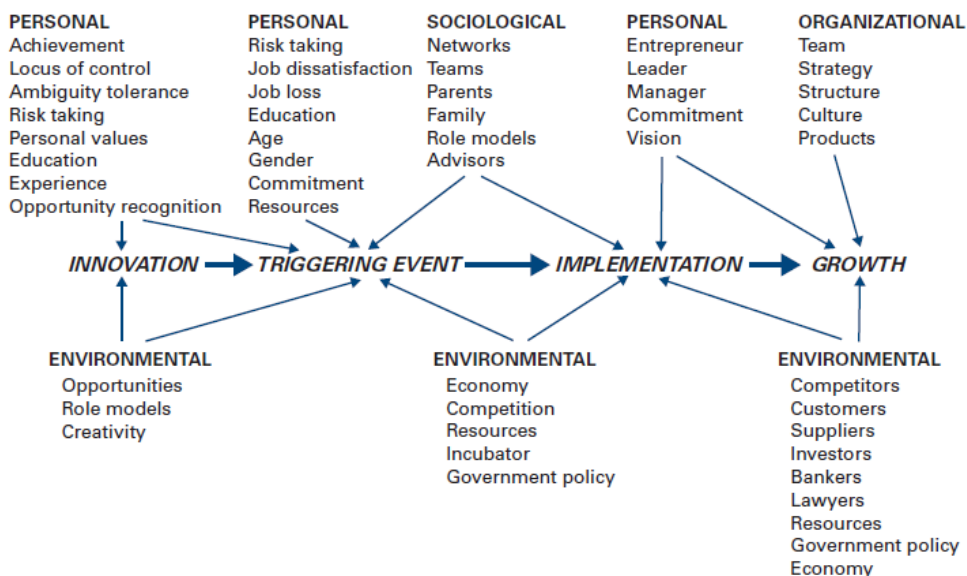 PERSONAL
Achievement
Locus of control
Ambiguity tolerance
Risk taking
Personal values
Education
Experience
Opportunity recognition
PERSONAL
Risk taking
Job dissatisfaction
Job loss
Education
Age
Gender
Commitment
Resources
SOCIOLOGICAL
Networks
Teams
Parents
Family
Role models
Advisors
PERSONAL
Entrepreneur
Leader
Manager
Commitment
Vision
ORGANIZATIONAL
Team
Strategy
Structure
Culture
Products
INNOVATION
TRIGGERING EVENT
IMPLEMENTATION
GROWTH
ENVIRONMENTAL
Opportunities
Role models
Creativity
ENVIRONMENTAL
Economy
Competition
Resources
Incubator
Government policy
ENVIRONMENTAL
Competitors
Customers
Suppliers
Investors
Bankers
Lawyers
Resources
Government policy
Economy